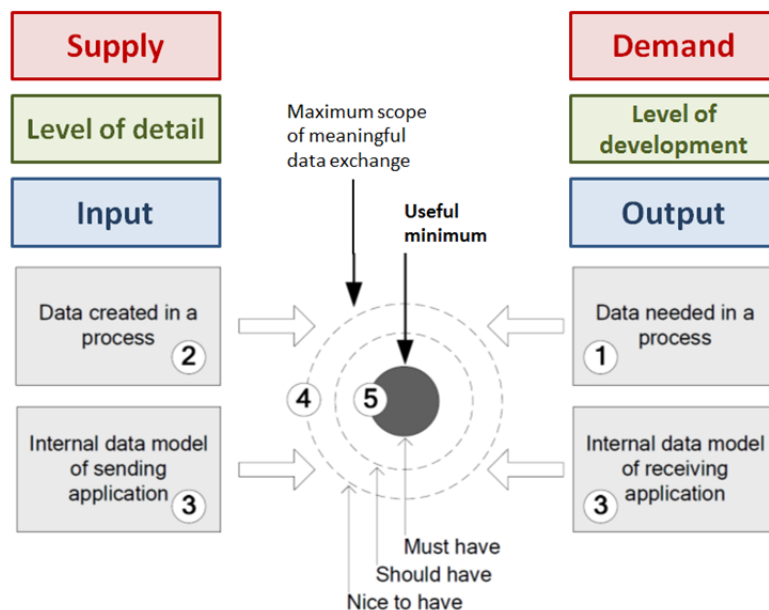 Supply
Demand
Level of detail
Level of
development
Maximum scope
of meaningful
data exchange
Input
Useful
minimum
Output
Data created in a
process
2
Data needed in a
process
1
4
5
Internal data model
of sending
application
3
Internal data model
of receiving
application
3
Must have
Should have
Nice to have